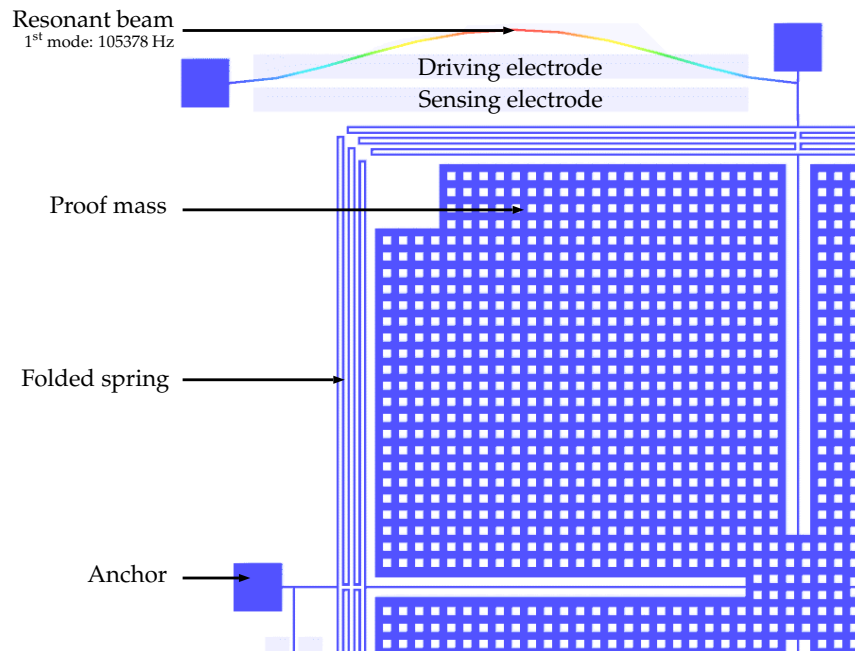 Resonant beam
1st mode: 105378 Hz
Driving electrode
Sensing electrode
Proof mass
Folded spring
Anchor